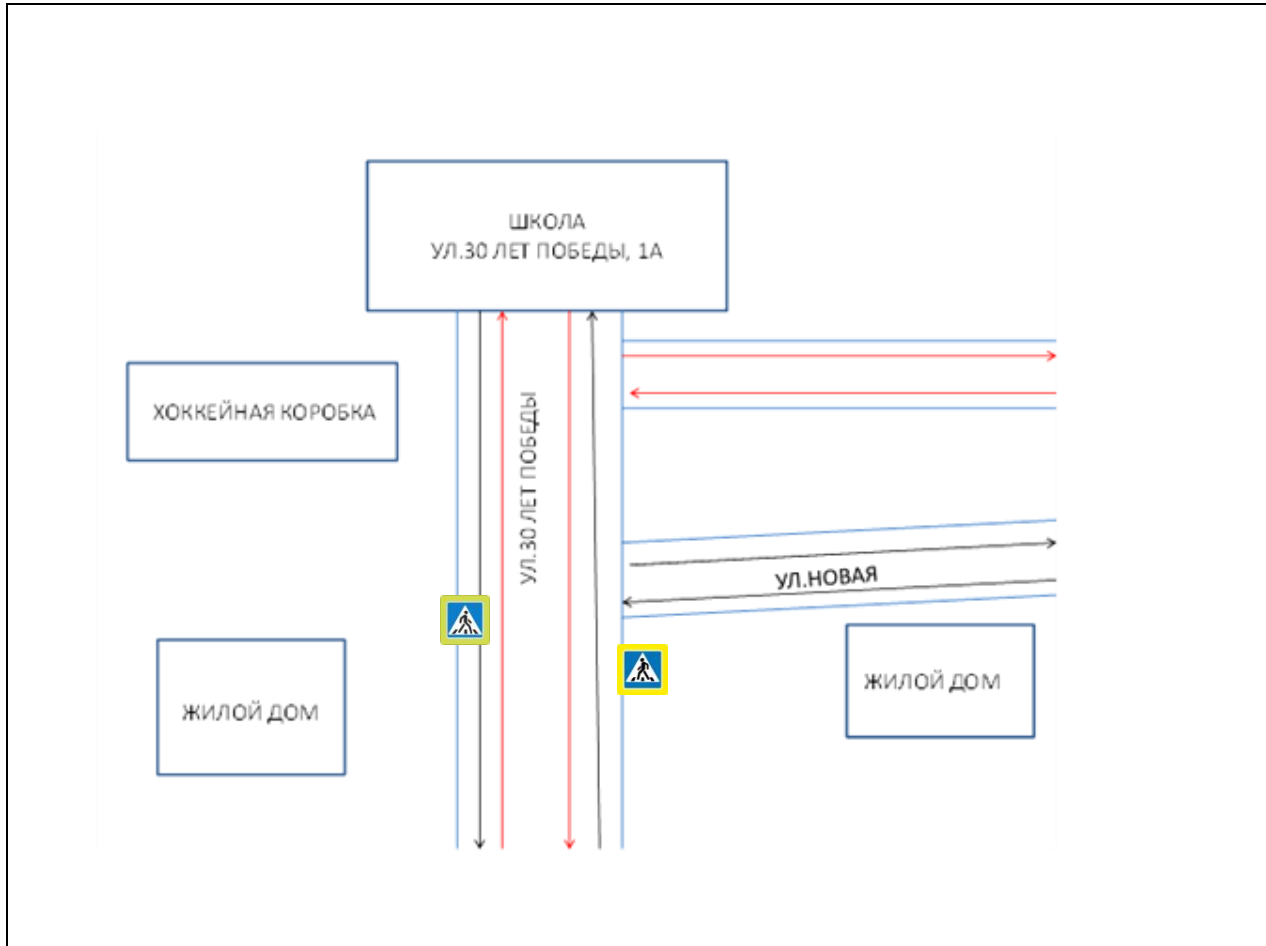 ШКОЛА
УЛ.30 ЛЕТ ПОБЕДЫ, 1А
ХОККЕЙНАЯ КОРОБКА
УЛ.30 ЛЕТ ПОБЕДЫ
УЛ.НОВАЯ
ЖИЛОЙ ДОМ
ЖИЛОЙ ДОМ